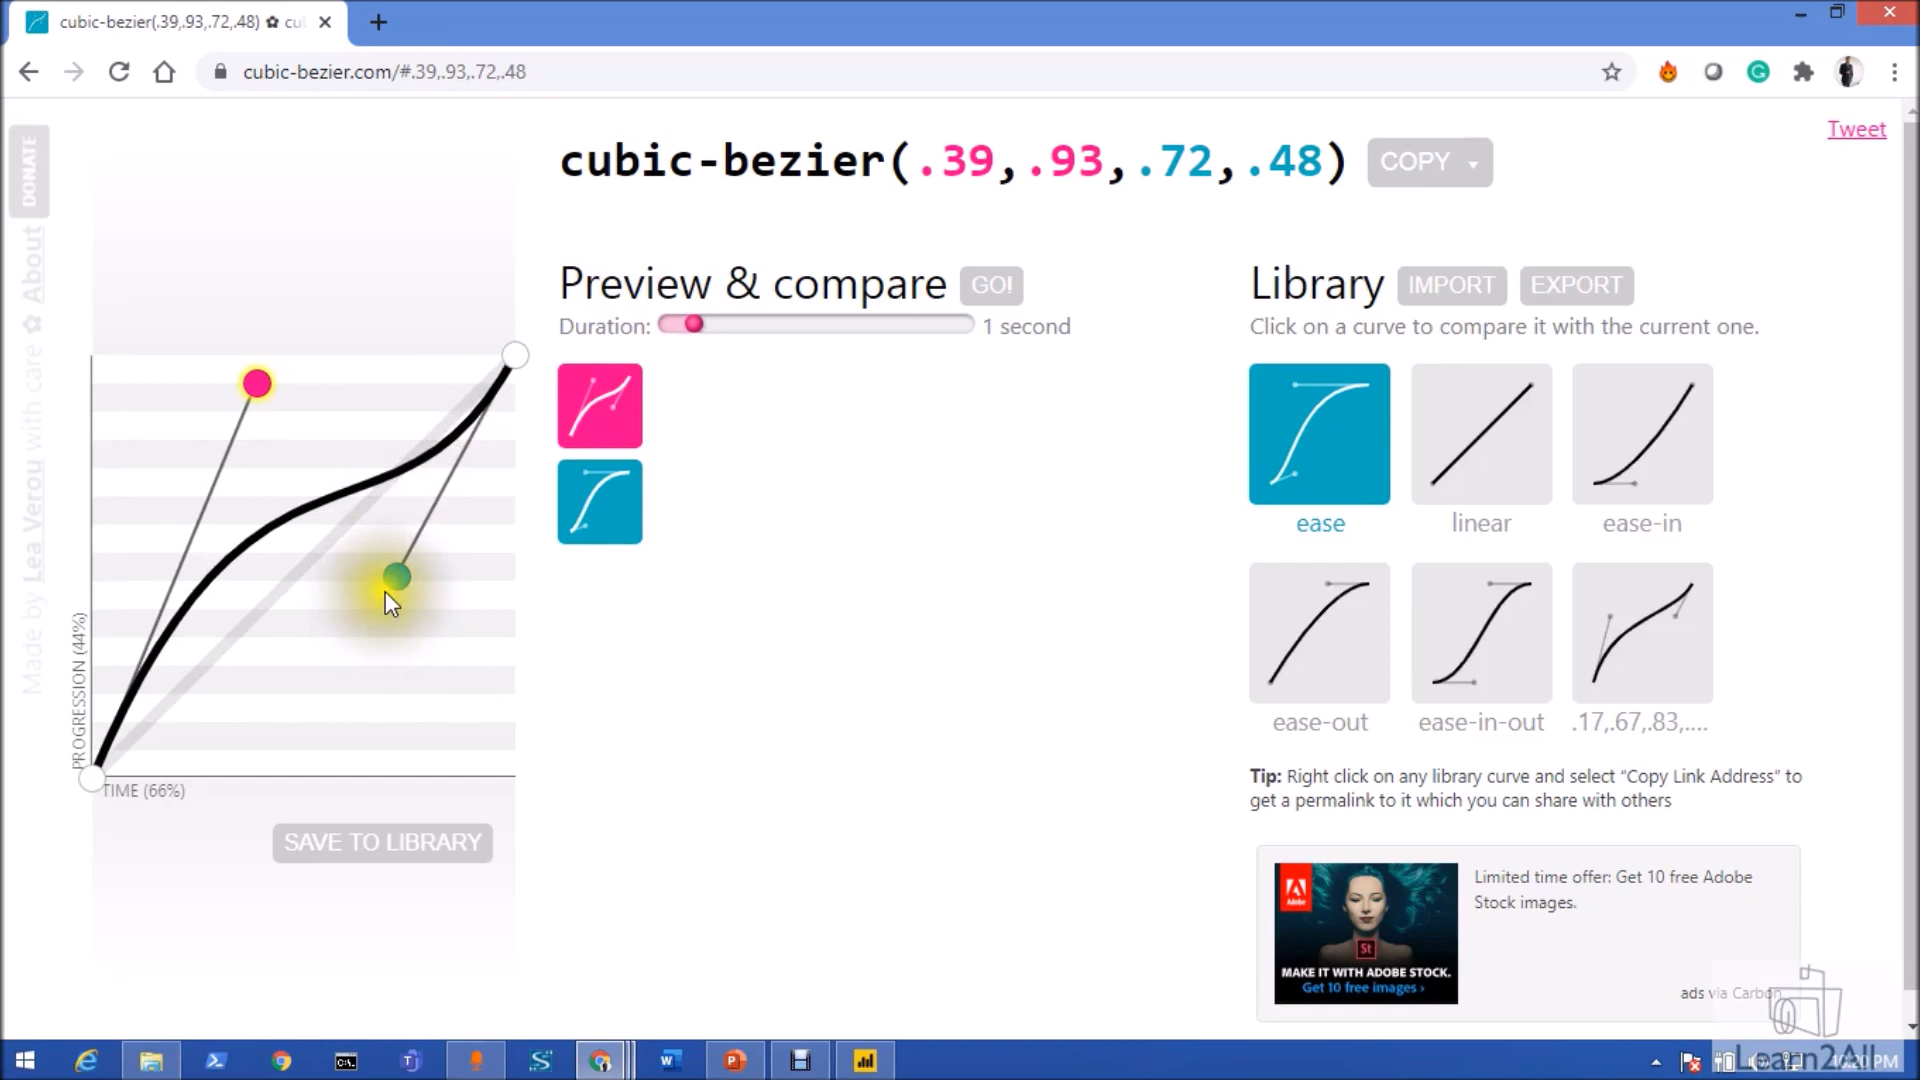 cubic-bezier(.39,.93,.72,.48) ✿ cu
cubic-bezier.com/#.39,.93,.72,.48
Tweet
DONATE
Made by Lea Verou with care ✿ About
cubic-bezier(.39,.93,.72,.48)
COPY
Preview & compare
GO!
Duration:
1 second
Library
IMPORT
EXPORT
Click on a curve to compare it with the current one.
ease
linear
ease-in
ease-out
ease-in-out
.17,.67,.83,....
PROGRESSION (44%)
TIME (66%)
SAVE TO LIBRARY
Tip: Right click on any library curve and select “Copy Link Address” to
get a permalink to it which you can share with others
Adobe
St
MAKE IT WITH ADOBE STOCK.
Get 10 free images ›
Limited time offer: Get 10 free Adobe
Stock images.
ads via Carbon
Learn2All
10:20 PM